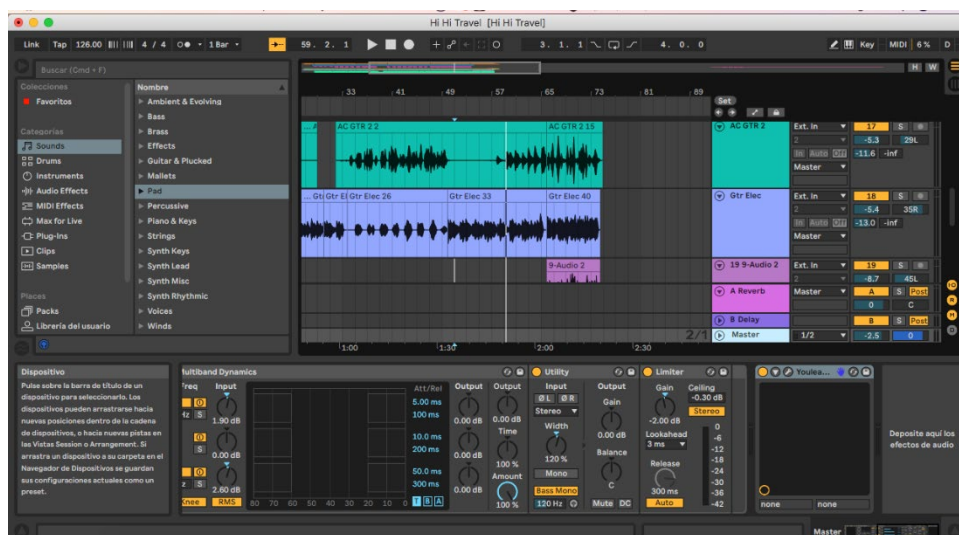 Hi Hi Travel [Hi Hi Travel]
Link Tap 126.00 4 / 4 1 Bar 59. 2. 1 3. 1. 1 4. 0. 0 Key MIDI 6 % D
Buscar (Cmd + F)
H W
Colecciones
Favoritos
Categorías
Sounds
Drums
Instruments
Audio Effects
MIDI Effects
Max for Live
Plug-Ins
Clips
Samples
Places
Packs
Librería del usuario
Nombre
Ambient & Evolving
Bass
Brass
Effects
Guitar & Plucked
Mallets
Pad
Percussive
Piano & Keys
Strings
Synth Keys
Synth Lead
Synth Misc
Synth Rhythmic
Voices
Winds
33 41 49 57 65 73 81 89
Set
AC GTR 2 2 AC GTR 2 15
Gtr Elec 26 Gtr Elec 33 Gtr Elec 40
9-Audio 2
2/1
1:00 1:30 2:00 2:30
AC GTR 2 Ext. In 17 S
2 -5.3 29L
In Auto Off -11.6 -inf
Master
Gtr Elec Ext. In 18 S
2 -5.4 35R
In Auto Off -13.0 -inf
Master
19 9-Audio 2 Ext. In 19 S
2 -8.7 45L
A Reverb Master A S Post
0 C
B Delay B S Post
Master 1/2 -2.5 0
Dispositivo
Pulse sobre la barra de título de un
dispositivo para seleccionarlo. Los
dispositivos pueden arrastrarse hacia
nuevas posiciones dentro de la cadena
de dispositivos, o hacia nuevas pistas en
las Vistas Session o Arrangement. Si
arrastra un dispositivo a su carpeta en el
Navegador de Dispositivos se guardan
sus configuraciones actuales como un
preset.
Multiband Dynamics
Input
1.90 dB
S
0.00 dB
2.60 dB
Knee RMS
80 70 60 50 40 30 20 10 0
Att/Rel
5.00 ms
100 ms
10.0 ms
200 ms
50.0 ms
300 ms
T B A
Output
0.00 dB
0.00 dB
0.00 dB
Output
0.00 dB
Time
100 %
Amount
100 %
Utility
Input
ØL ØR
Stereo
Width
120 %
Mono
Bass Mono
120 Hz
Output
Gain
0.00 dB
Balance
C
Mute DC
Limiter
Gain Ceiling
-0.30 dB
Stereo
-2.00 dB
Lookahead
3 ms
Release
300 ms
Auto
0
-6
-12
-18
-24
-30
-36
-42
Youlea...
none none
Deposite aquí los
efectos de audio
Master